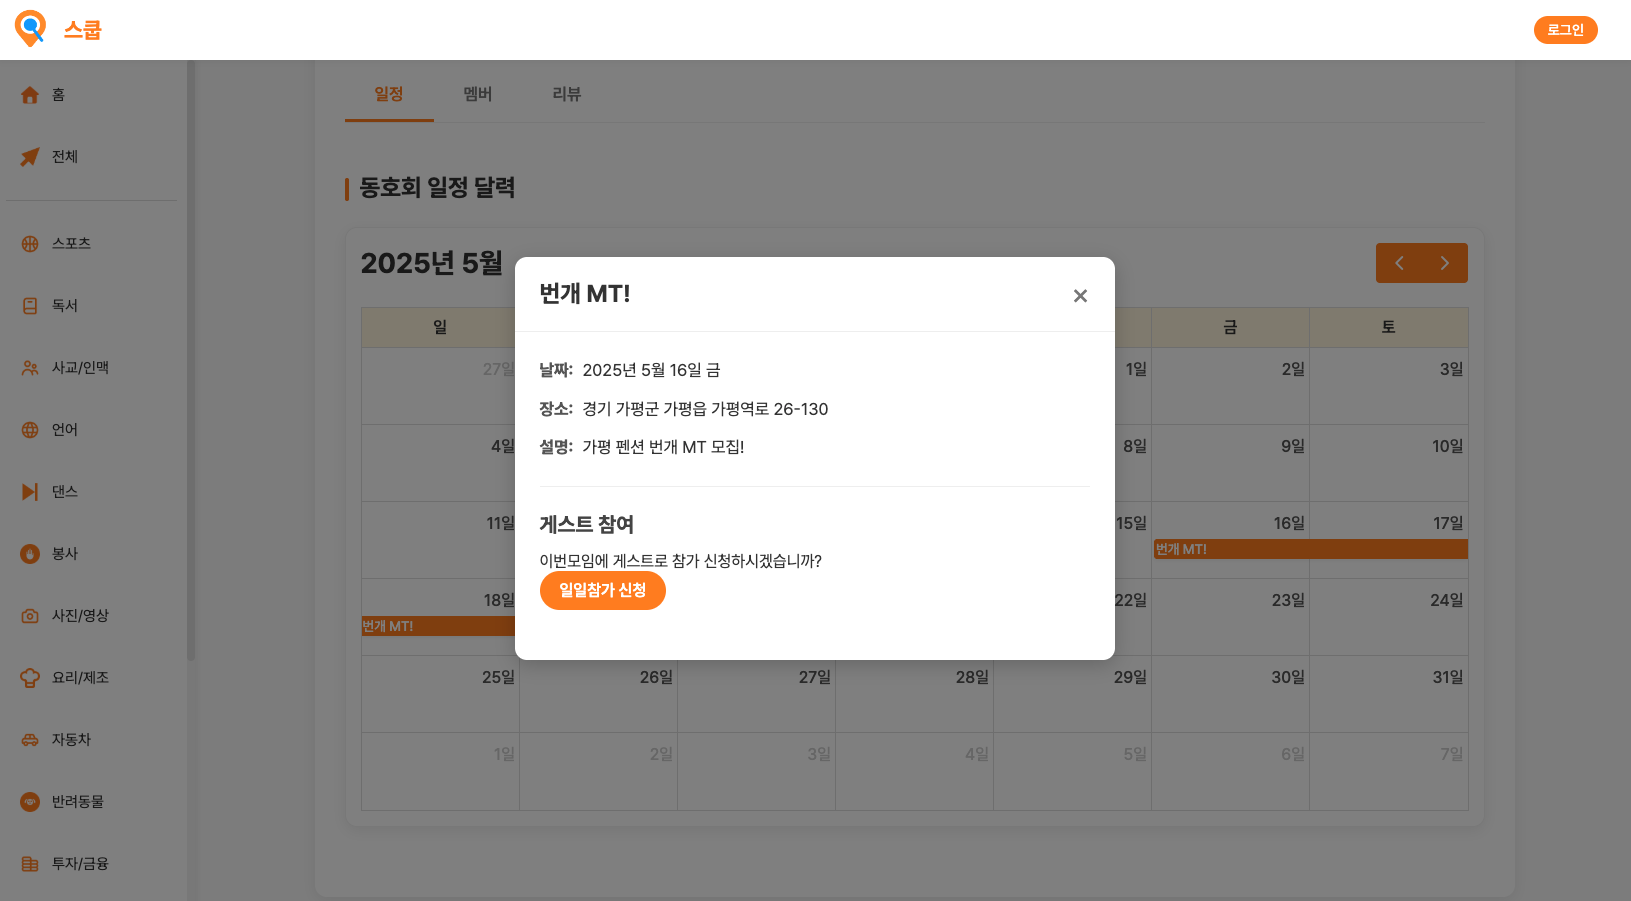 스쿱
로그인
홈
전체
스포츠
독서
사교/인맥
언어
댄스
봉사
사진/영상
요리/제조
자동차
반려동물
투자/금융
일정 멤버 리뷰
동호회 일정 달력
2025년 5월
일 금 토
27일 1일 2일 3일
4일 8일 9일 10일
11일 15일 16일 17일
번개 MT!
18일 22일 23일 24일
번개 MT!
25일 26일 27일 28일 29일 30일 31일
1일 2일 3일 4일 5일 6일 7일
번개 MT!
날짜: 2025년 5월 16일 금
장소: 경기 가평군 가평읍 가평역로 26-130
설명: 가평 펜션 번개 MT 모집!
게스트 참여
이번모임에 게스트로 참가 신청하시겠습니까?
일일참가 신청